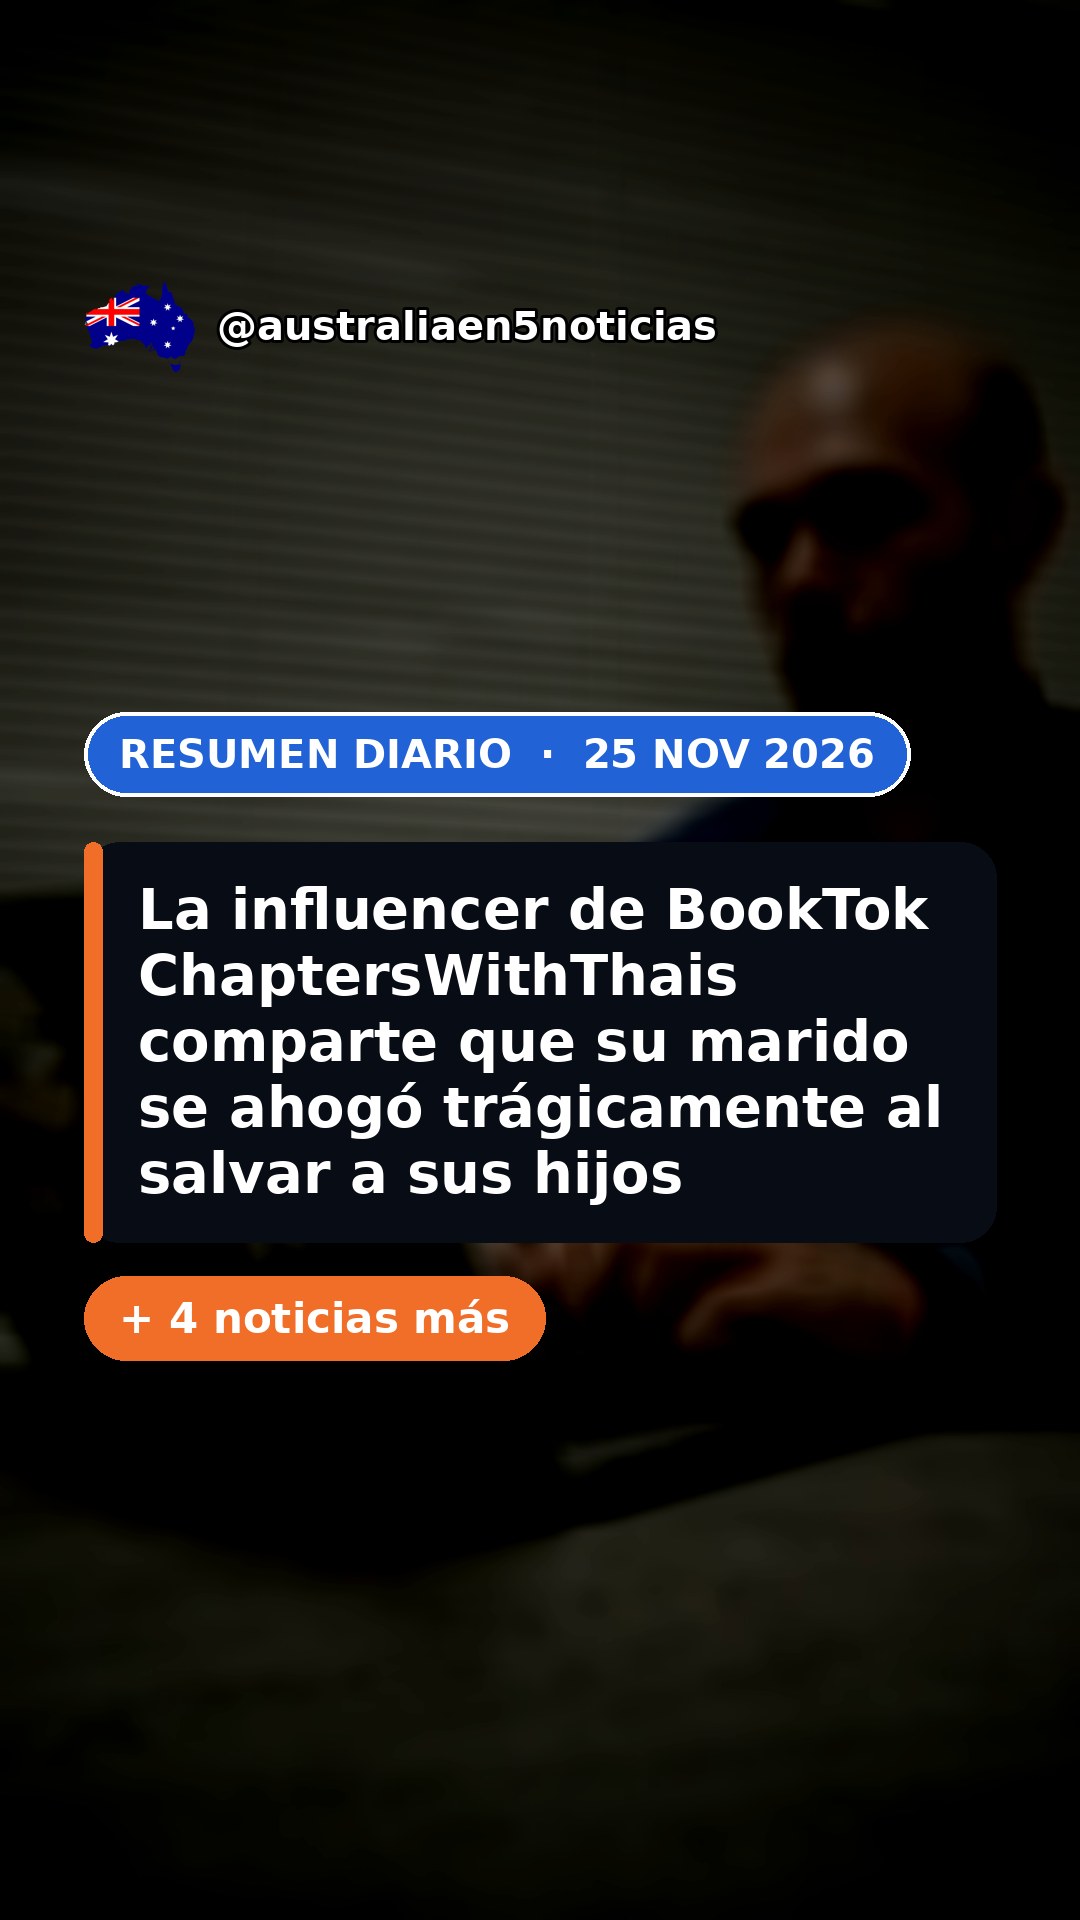 @australiaen5noticias
RESUMEN DIARIO · 25 NOV 2026
La influencer de BookTok
ChaptersWithThais
comparte que su marido
se ahogó trágicamente al
salvar a sus hijos
+ 4 noticias más